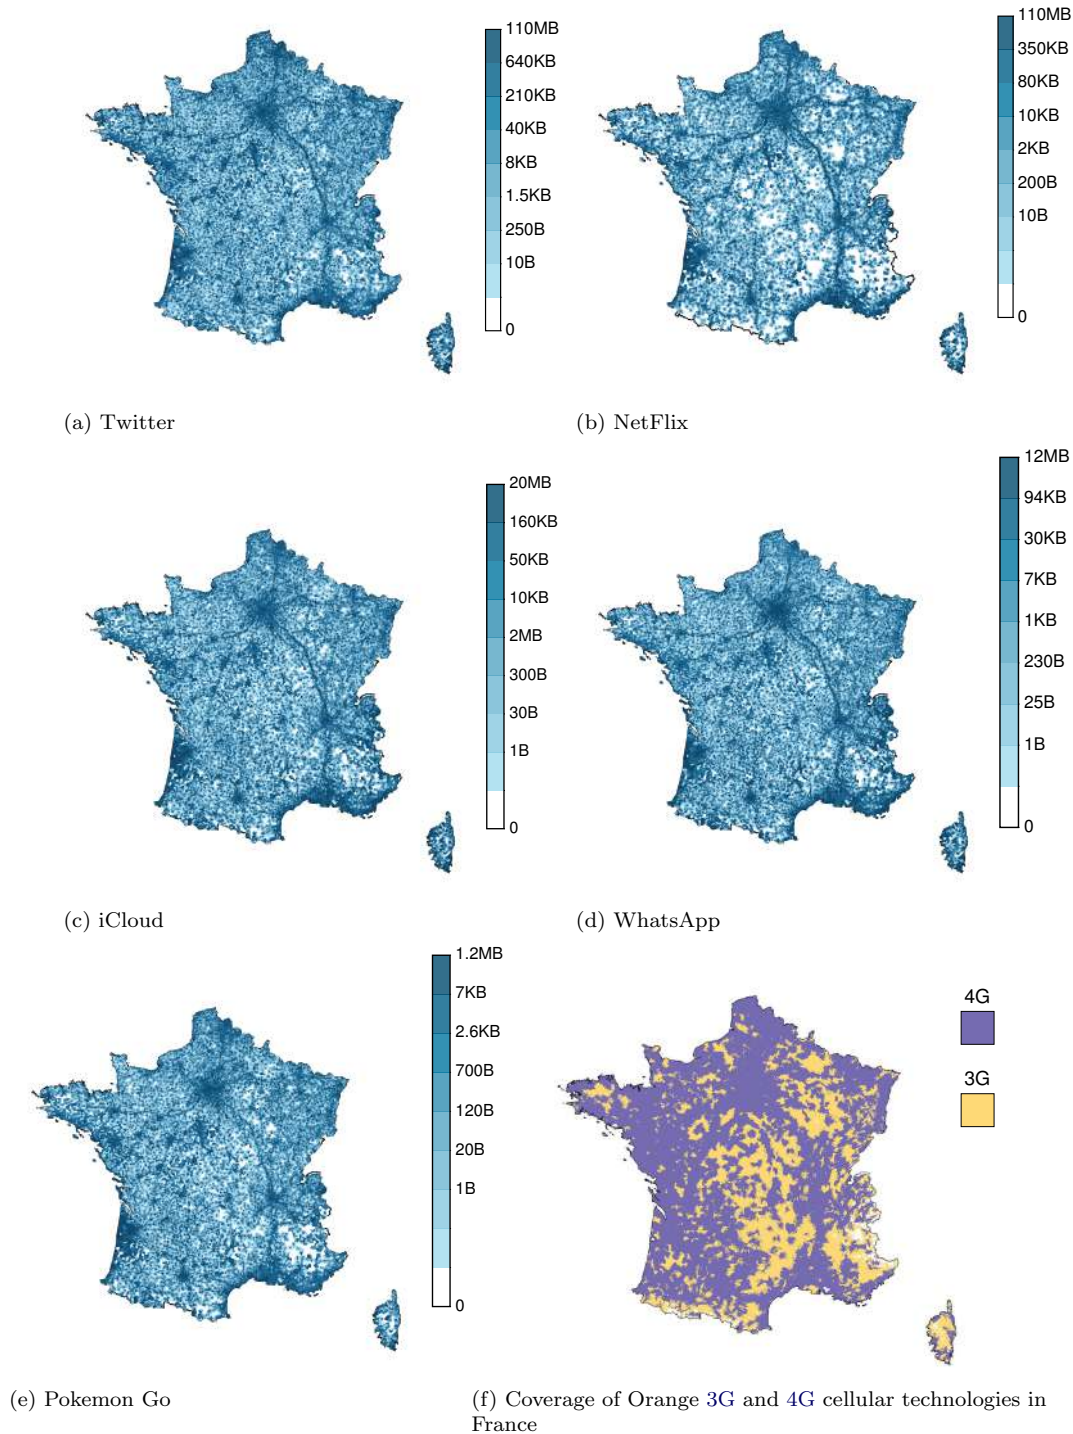 110MB
640KB
210KB
40KB
8KB
1.5KB
250B
10B
0
(a) Twitter
110MB
350KB
80KB
10KB
2KB
200B
10B
0
(b) NetFlix
20MB
160KB
50KB
10KB
2MB
300B
30B
1B
0
(c) iCloud
12MB
94KB
30KB
7KB
1KB
230B
25B
1B
0
(d) WhatsApp
1.2MB
7KB
2.6KB
700B
120B
20B
1B
0
(e) Pokemon Go
4G
3G
(f) Coverage of Orange 3G and 4G cellular technologies in
France